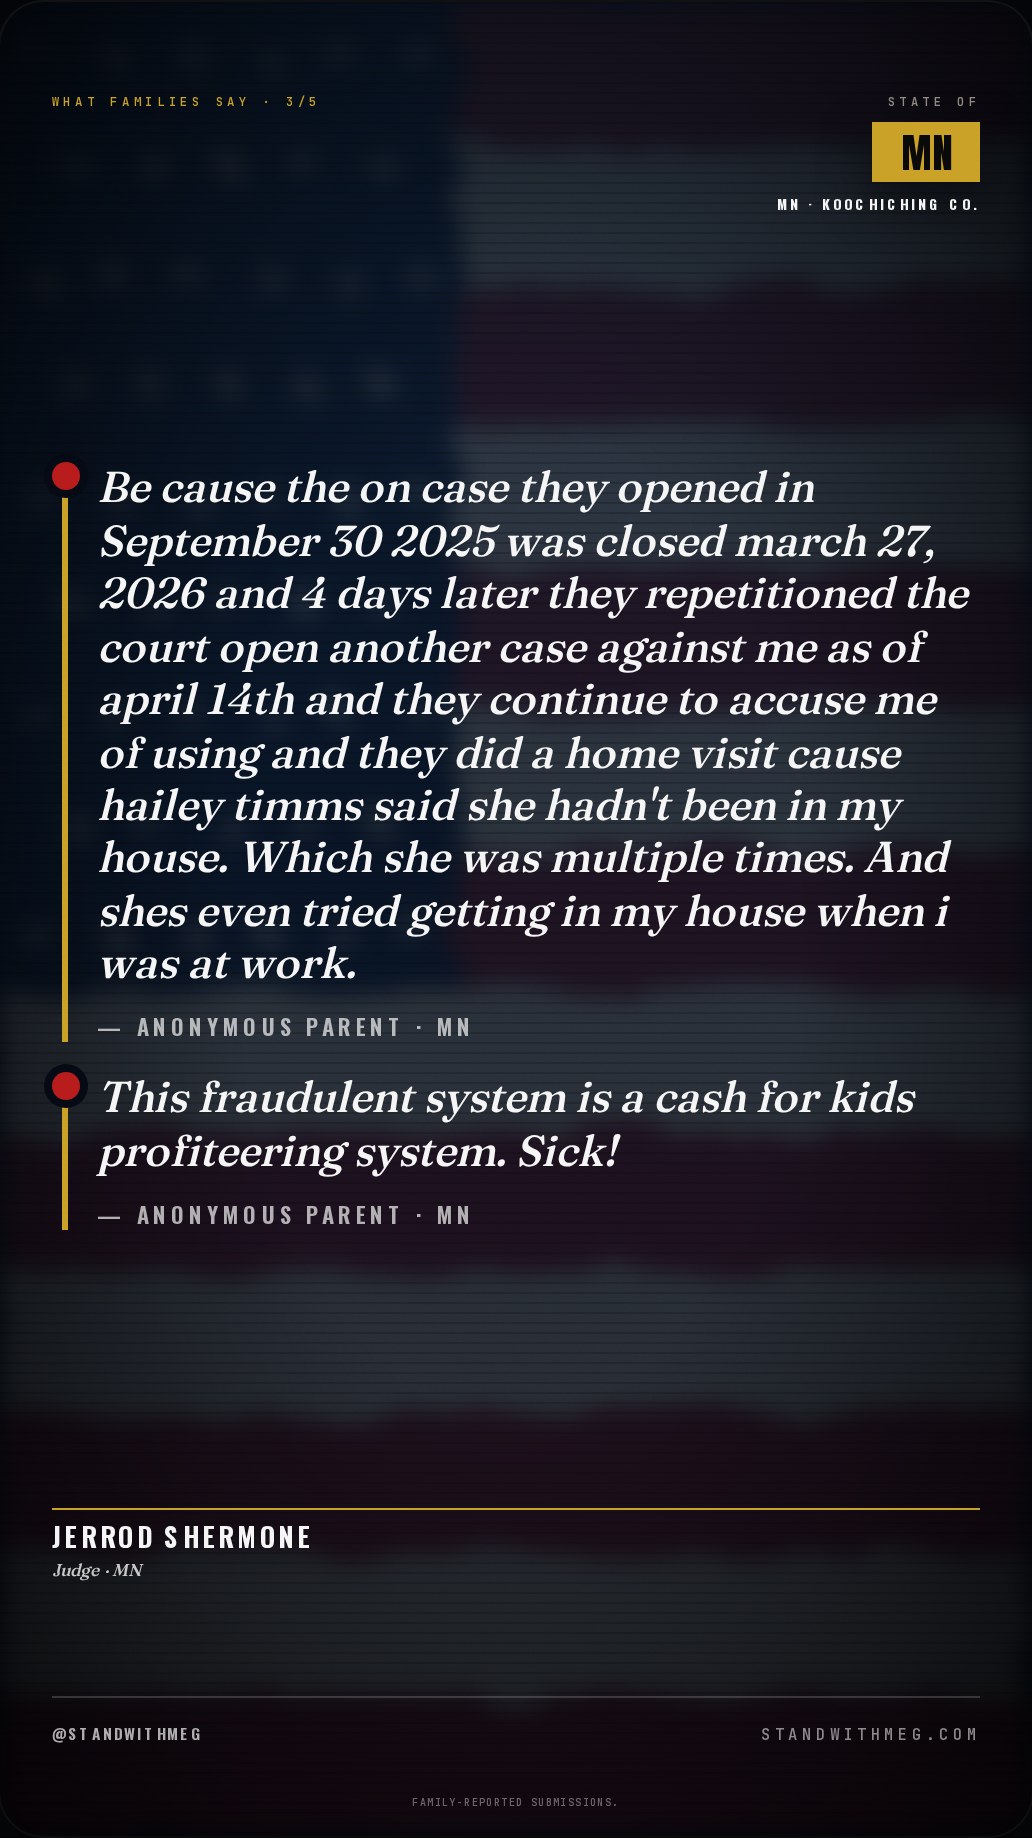 WHAT FAMILIES SAY · 3/5
STATE OF
MN
MN · KOOCHICHING CO.
Be cause the on case they opened in
September 30 2025 was closed march 27,
2026 and 4 days later they repetitioned the
court open another case against me as of
april 14th and they continue to accuse me
of using and they did a home visit cause
hailey timms said she hadn't been in my
house. Which she was multiple times. And
shes even tried getting in my house when i
was at work.
— ANONYMOUS PARENT · MN
This fraudulent system is a cash for kids
profiteering system. Sick!
— ANONYMOUS PARENT · MN
JERROD SHERMONE
Judge · MN
@STANDWITHMEG
STANDWITHMEG.COM
FAMILY-REPORTED SUBMISSIONS.